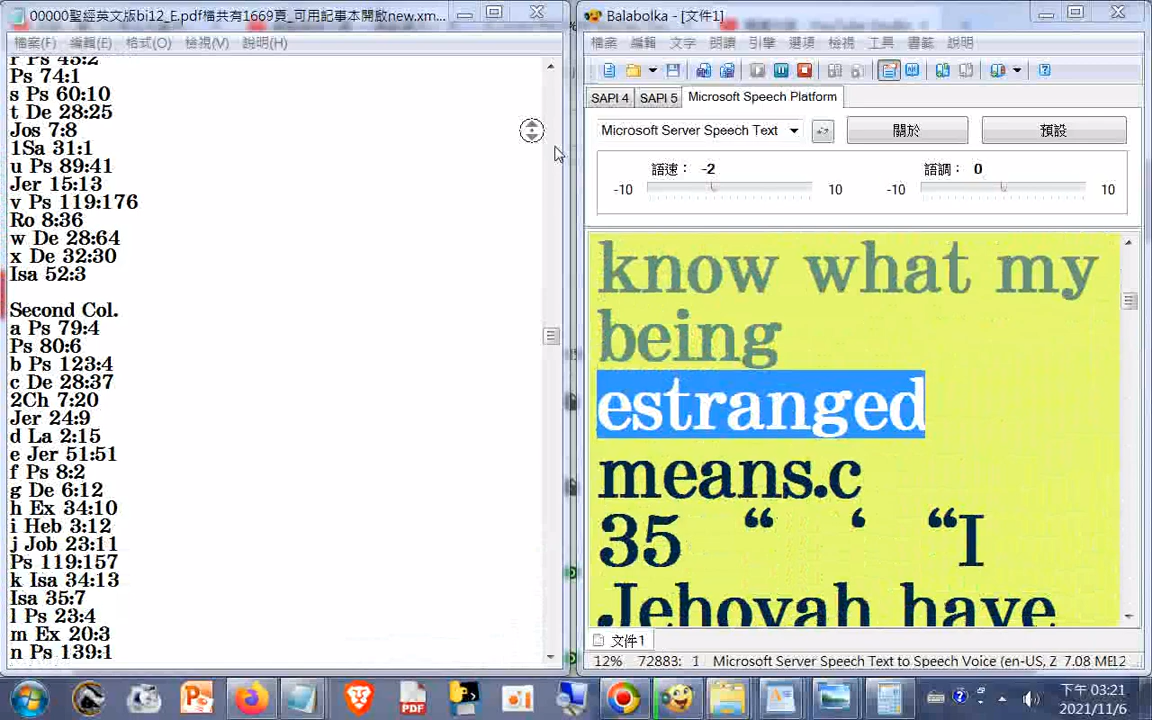 00000聖經英文版bi12_E.pdf檔共有1669頁_可用記事本開啟new.xm...
檔案(F) 編輯(E) 格式(O) 檢視(V) 說明(H)
r Ps 43:2
Ps 74:1
s Ps 60:10
t De 28:25
Jos 7:8
1Sa 31:1
u Ps 89:41
Jer 15:13
v Ps 119:176
Ro 8:36
w De 28:64
x De 32:30
Isa 52:3
Second Col.
a Ps 79:4
Ps 80:6
b Ps 123:4
c De 28:37
2Ch 7:20
Jer 24:9
d La 2:15
e Jer 51:51
f Ps 8:2
g De 6:12
h Ex 34:10
i Heb 3:12
j Job 23:11
Ps 119:157
k Isa 34:13
Isa 35:7
l Ps 23:4
m Ex 20:3
n Ps 139:1
Balabolka - [文件1]
檔案 編輯 文字 朗讀 引擎 選項 檢視 工具 書籤 說明
SAPI 4 SAPI 5 Microsoft Speech Platform
Microsoft Server Speech Text 關於 預設
語速： -2 語調： 0
-10 10 -10 10
know what my
being
estranged
means.c
35 “ ‘ “I
Jehovah have
文件1
12% 72883: 1 Microsoft Server Speech Text to Speech Voice (en-US, Z 7.08 ME12
PDF
下午 03:21
2021/11/6